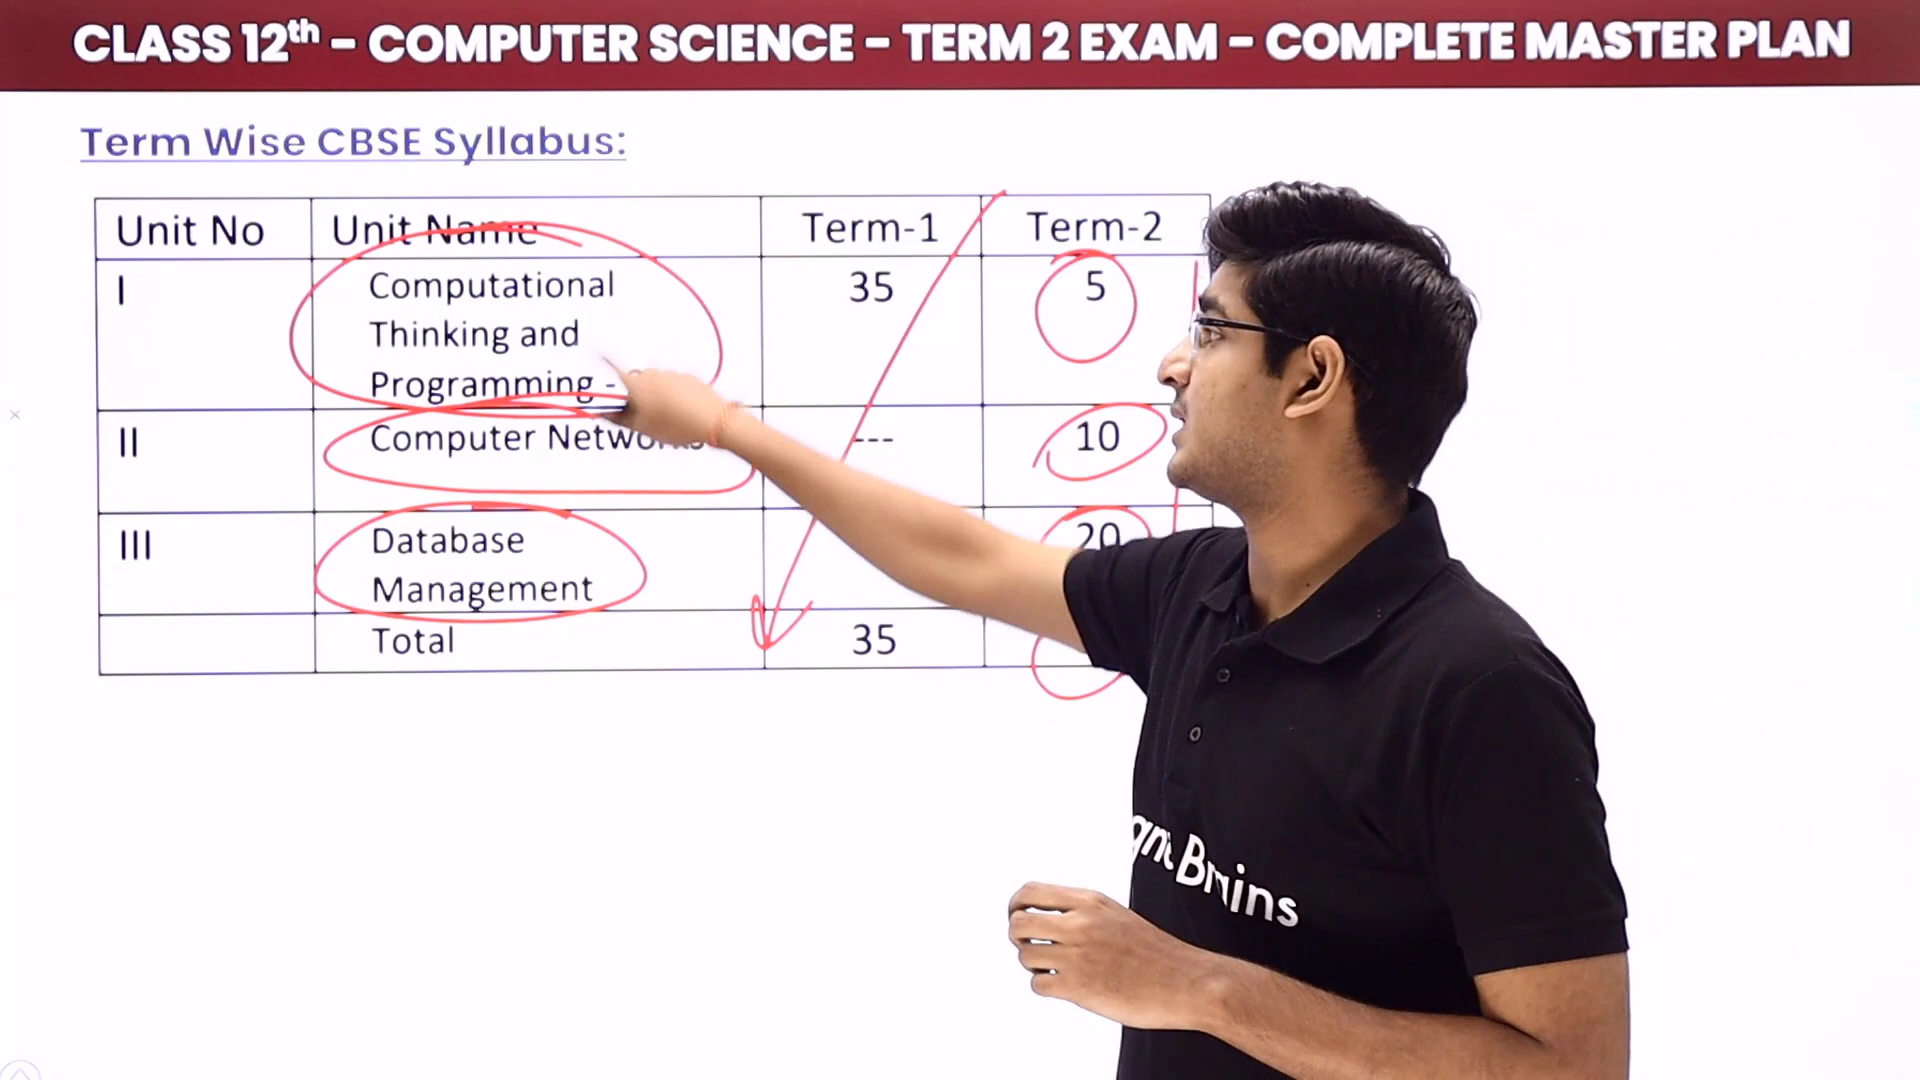 CLASS 12th - COMPUTER SCIENCE - TERM 2 EXAM - COMPLETE MASTER PLAN
Term Wise CBSE Syllabus:
Unit No Unit Name Term-1 Term-2
I Computational 35 5
Thinking and
Programming -
II Computer --- 10
III Database 20
Management
Total 35
Brains